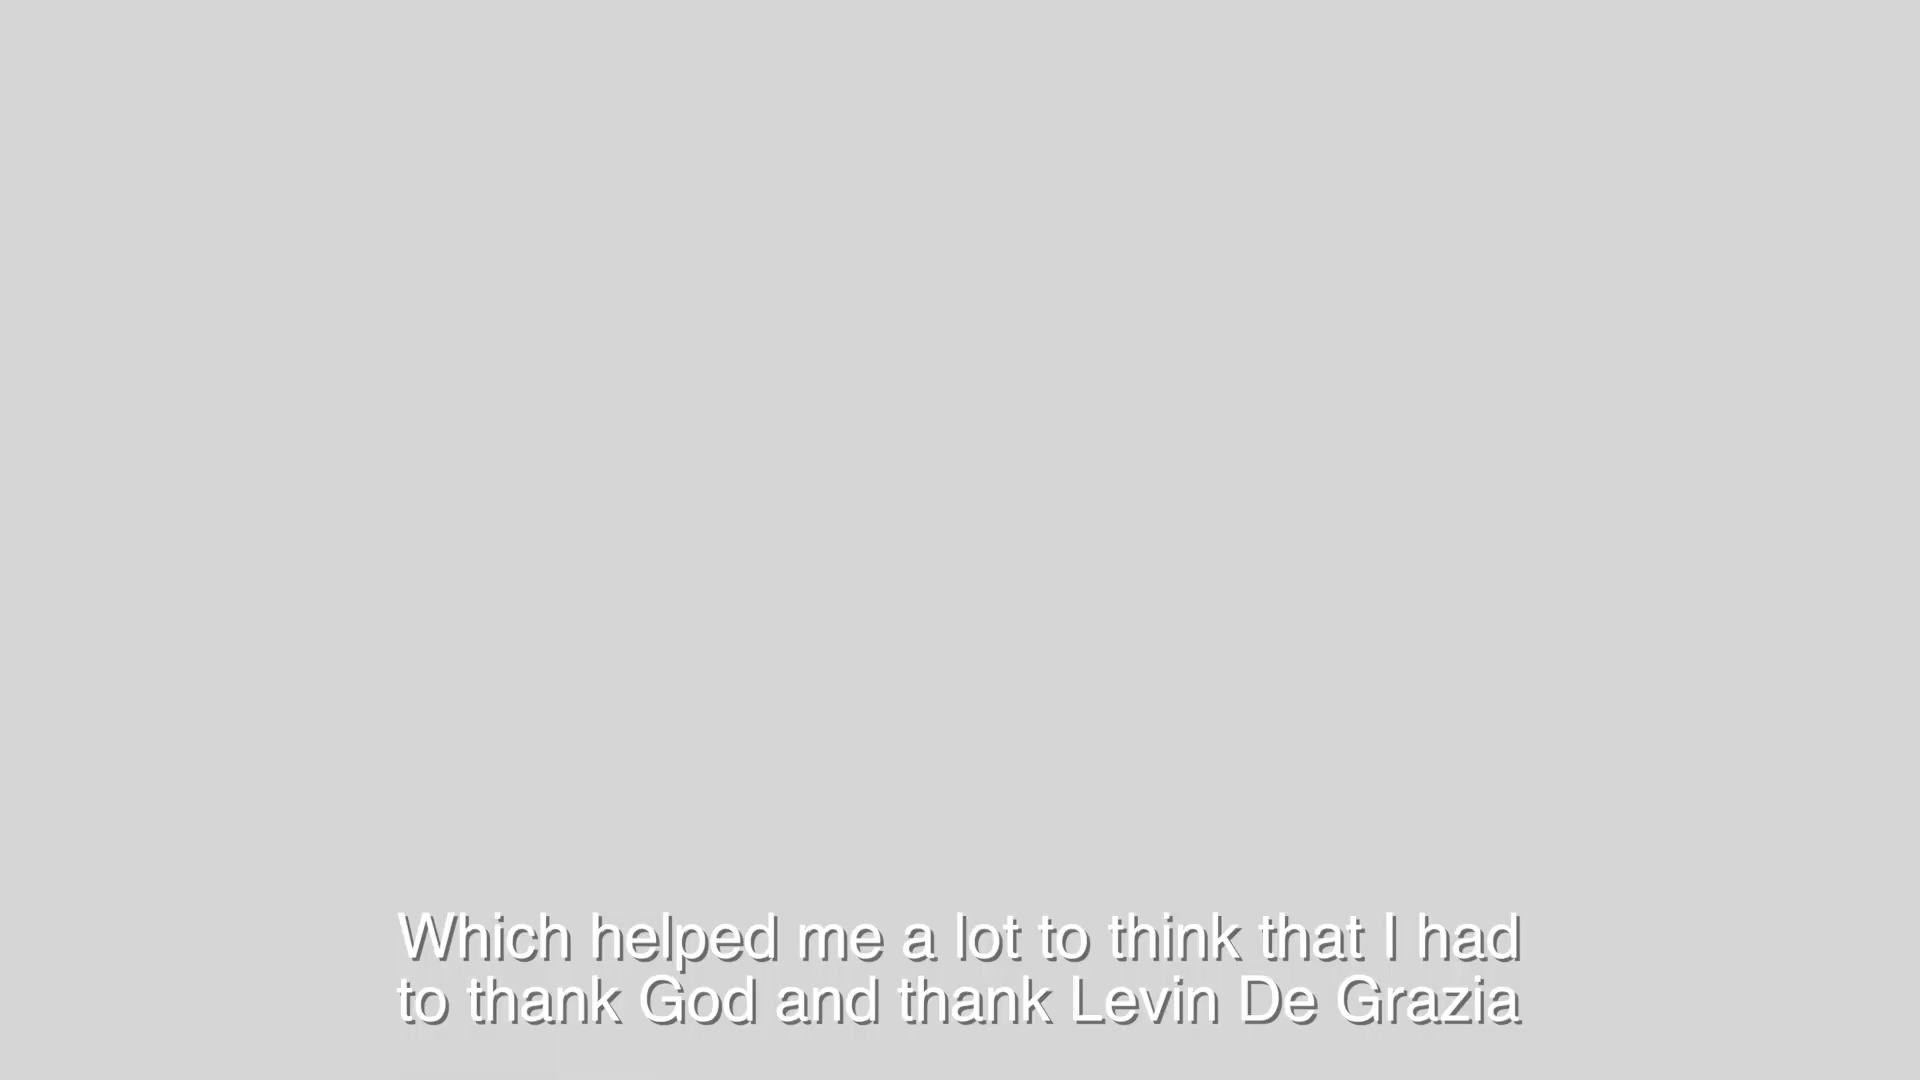 Which helped me a lot to think that I had
to thank God and thank Levin De Grazia